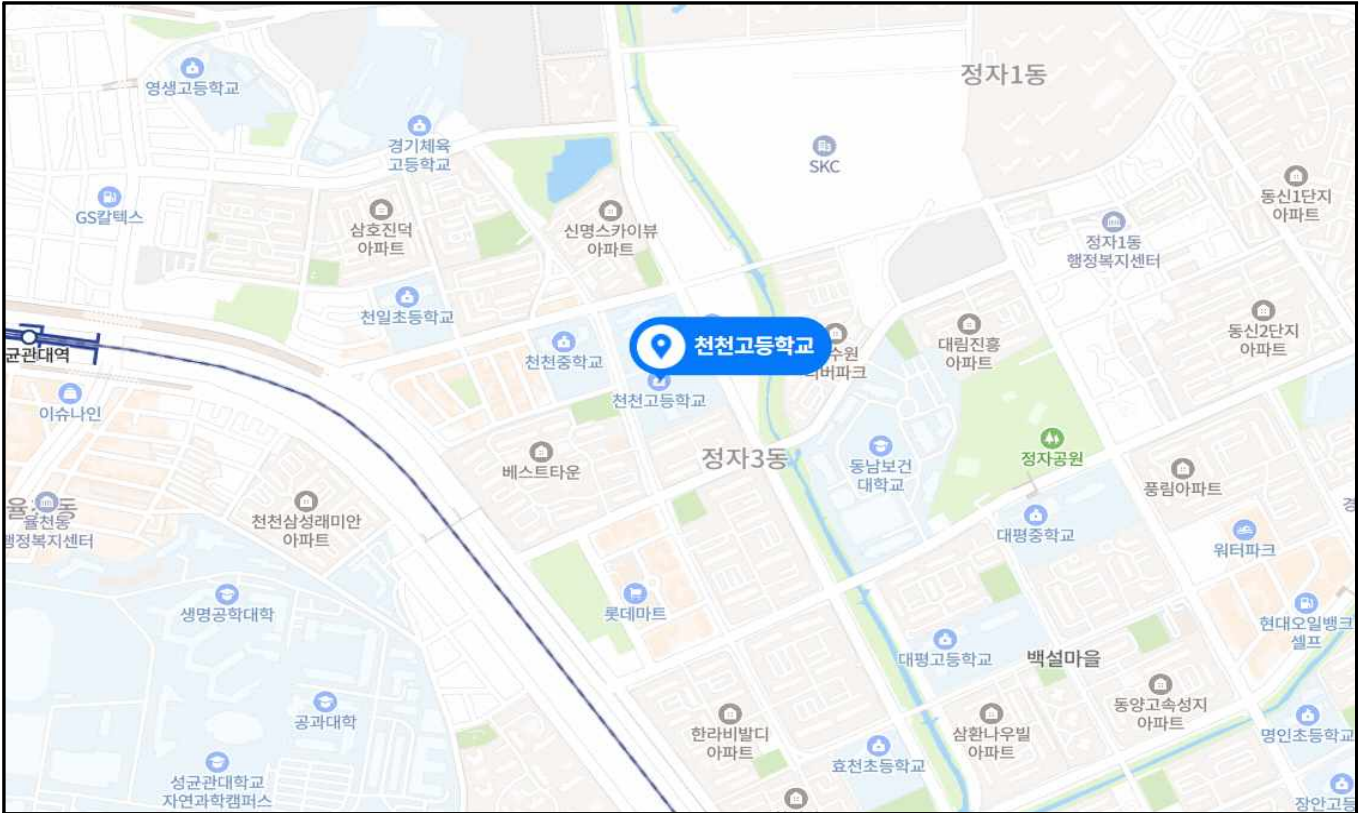 정자1동
영생고등학교
경기체육
고등학교
SKC
GS칼텍스
삼호진덕
아파트
신명스카이뷰
아파트
동신1단지
아파트
정자1동
행정복지센터
천일초등학교
천천고등학교
천천중학교
수원
대림진흥
아파트
동신2단지
아파트
균관대역
이슈나인
천천고등학교
정자3동
베스트타운
동남보건
대학교
정자공원
풍림아파트
율천동
행정복지센터
천천삼성래미안
아파트
대평중학교
워터파크
생명공학대학
롯데마트
현대오일뱅크
셀프
대평고등학교
백설마을
공과대학
한라비발디
아파트
삼환나우빌
아파트
동양고속성지
아파트
명인초등학교
효천초등학교
성균관대학교
자연과학캠퍼스
장안고등